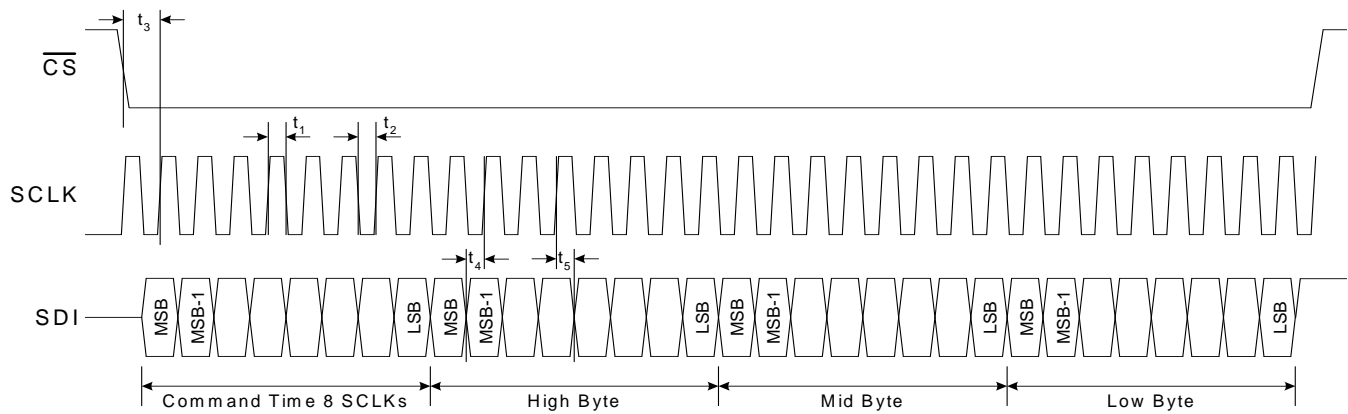 t3
CS
t1
t2
SCLK
t4
t5
SDI
MSB MSB-1 LSB MSB MSB-1 LSB MSB MSB-1 LSB MSB MSB-1 LSB
Command Time 8 SCLKs High Byte Mid Byte Low Byte